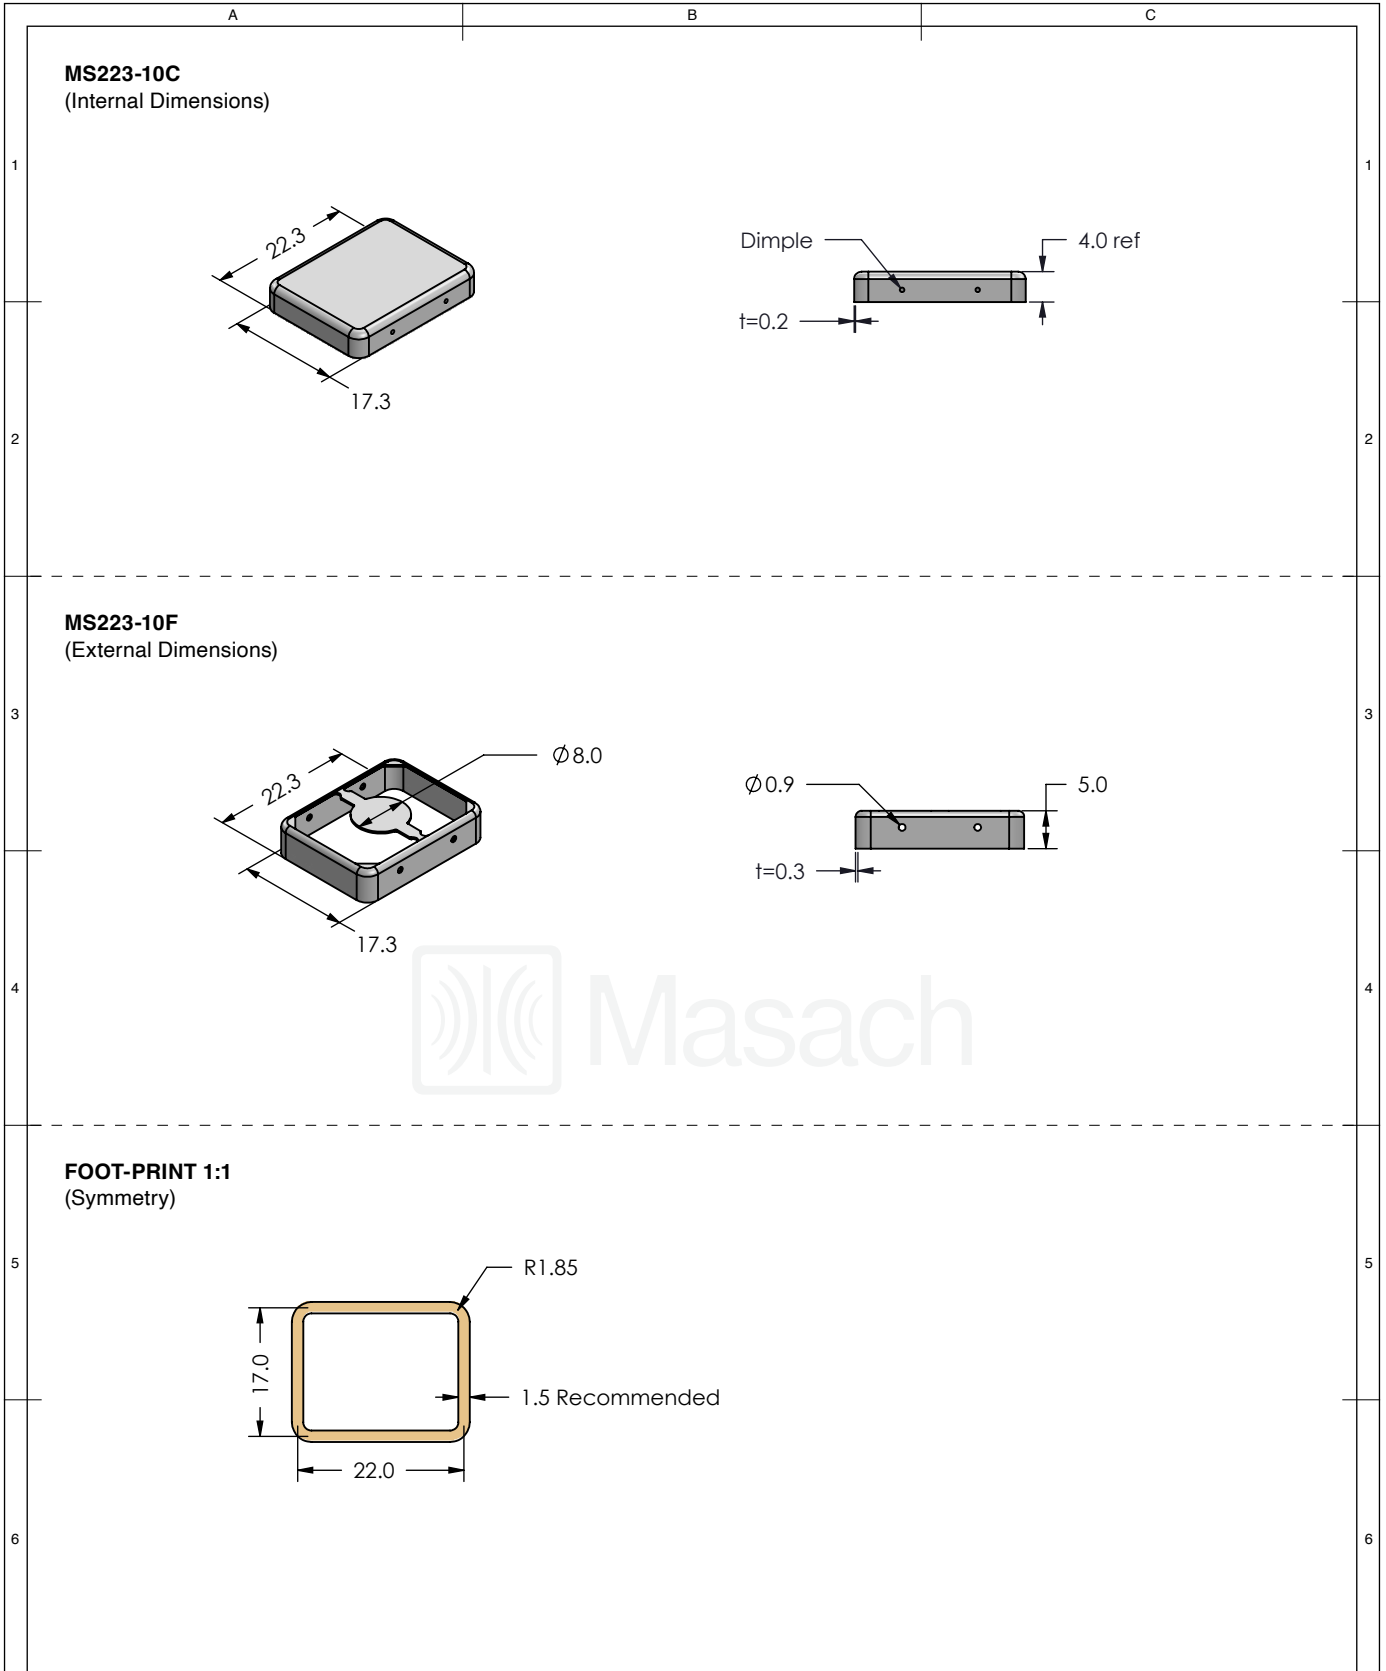 A B C
MS223-10C
(Internal Dimensions)
1 1
22.3
Dimple
4.0 ref
t=0.2
17.3
2 2
MS223-10F
(External Dimensions)
3 3
Φ8.0
22.3
Φ0.9
5.0
t=0.3
17.3
Masach
4 4
FOOT-PRINT 1:1
(Symmetry)
5 5
R1.85
17.0
1.5 Recommended
22.0
6 6